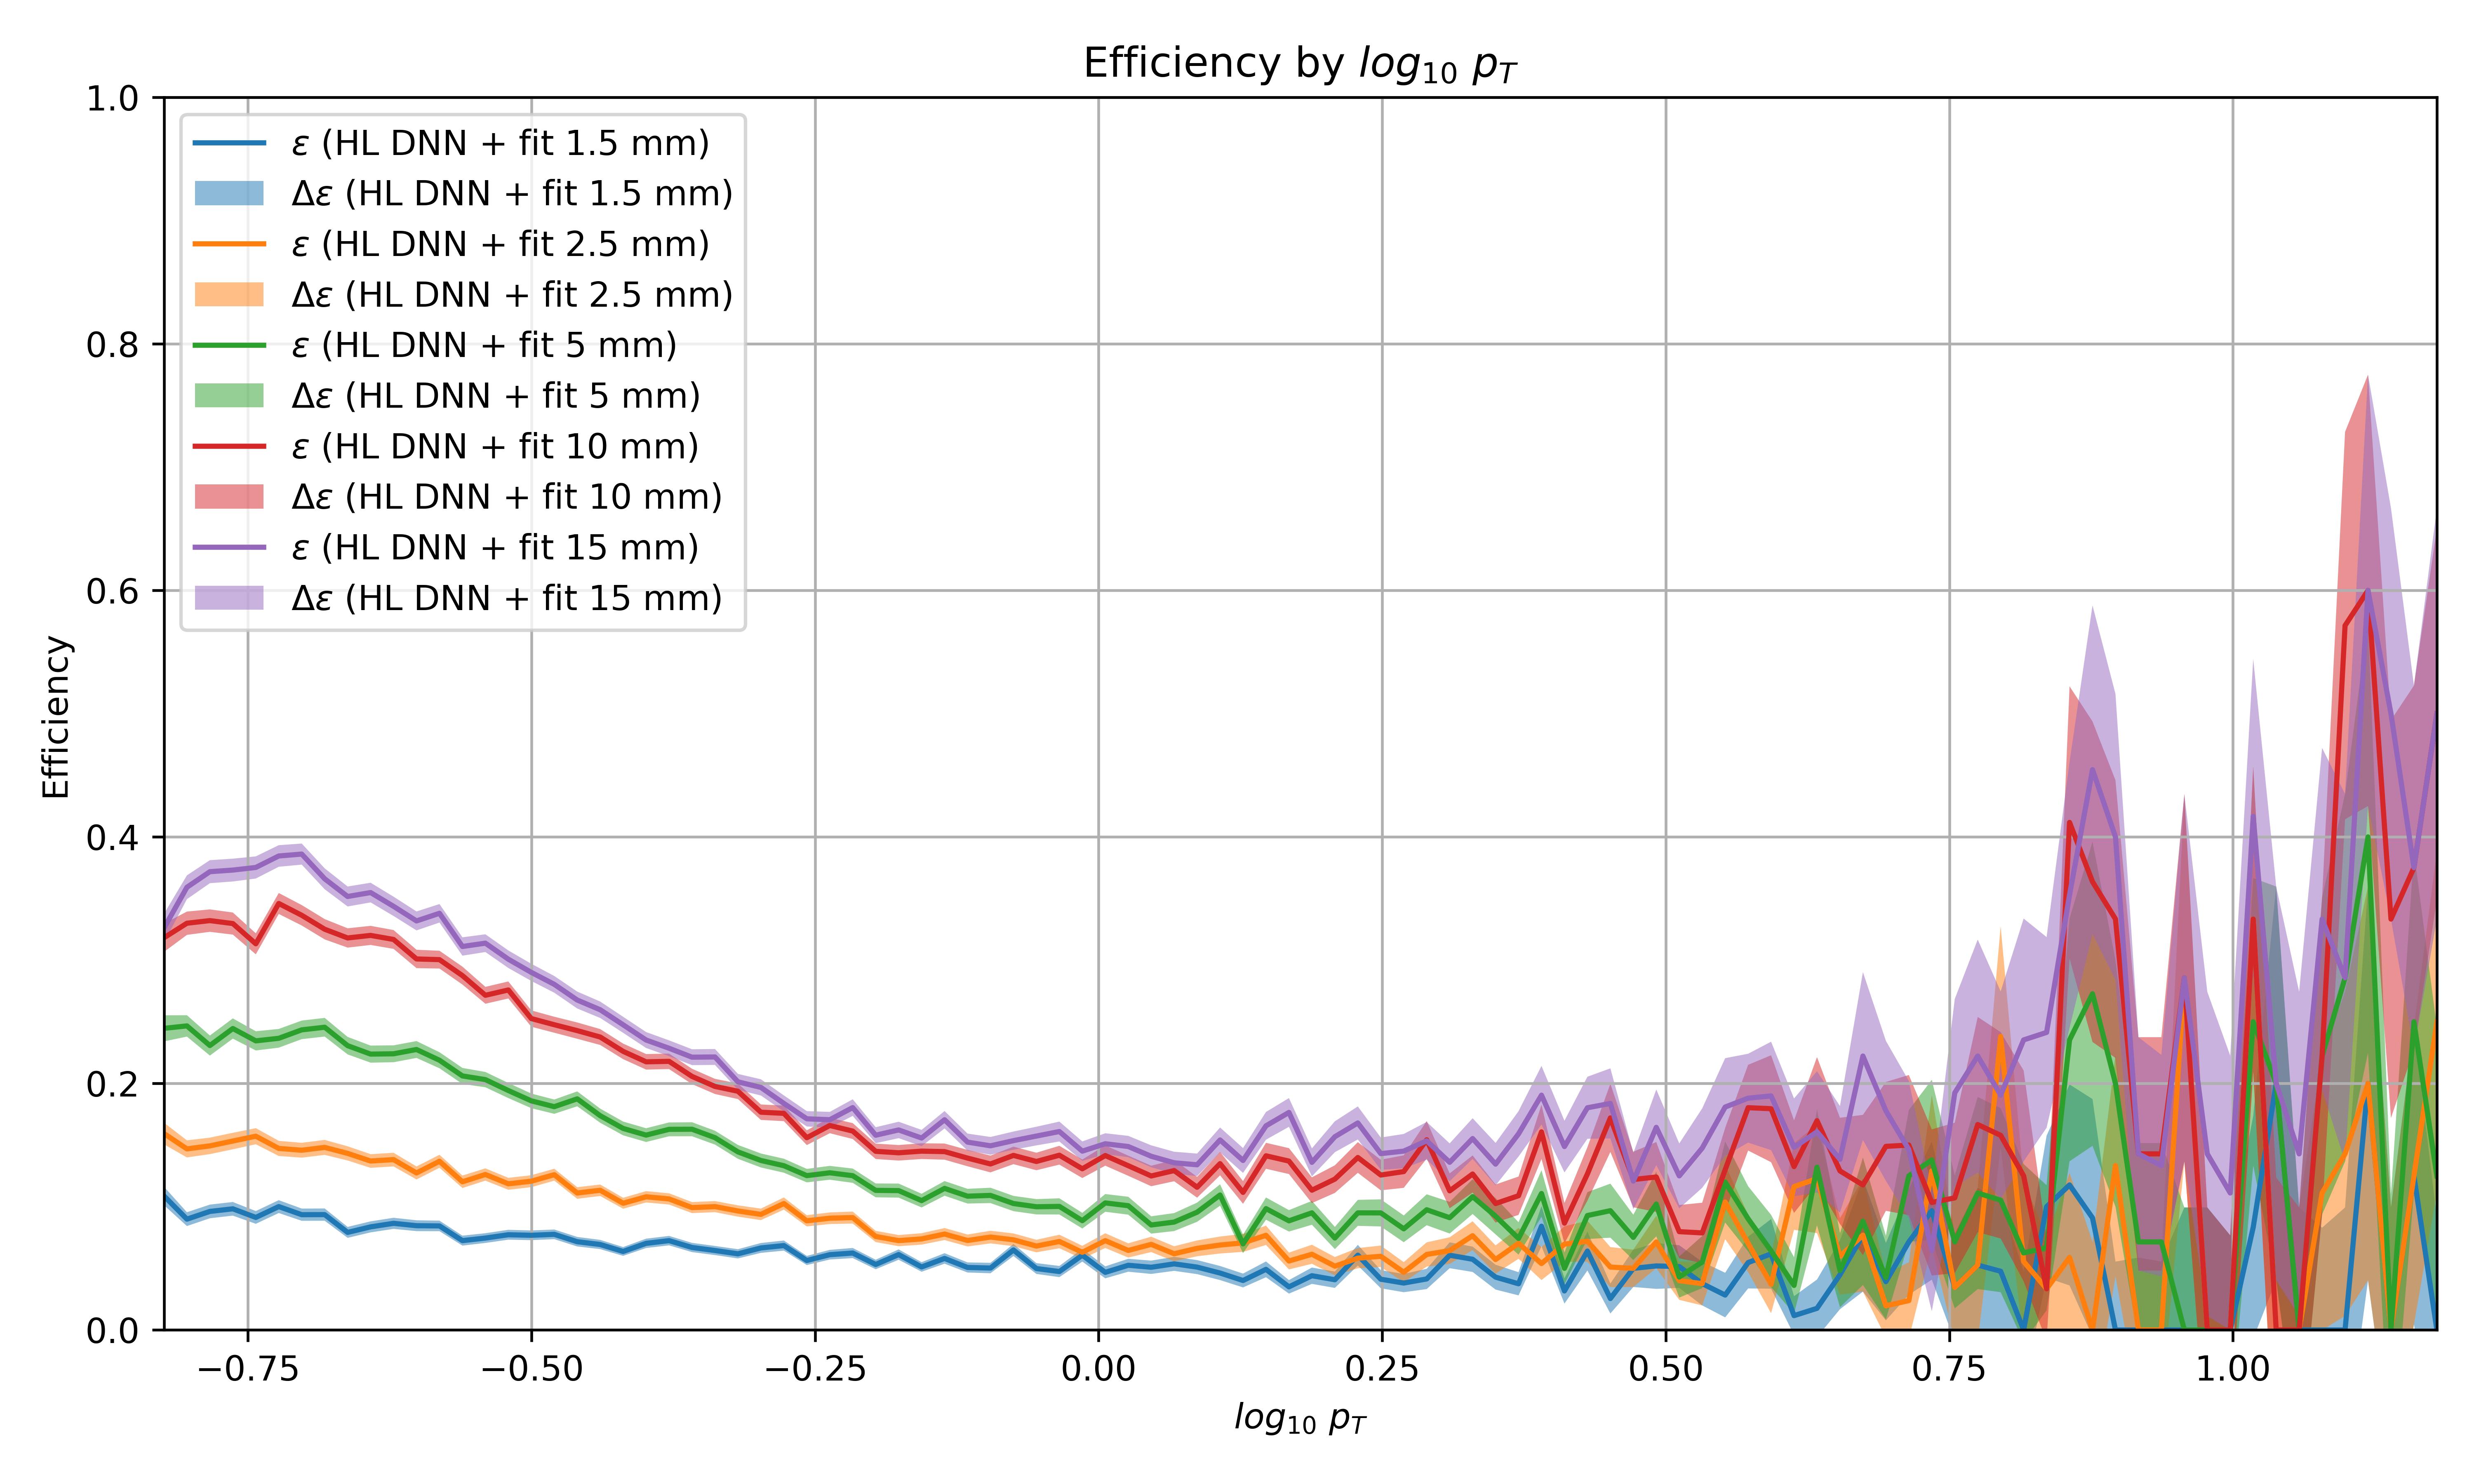 Efficiency by log₁₀ p_T
1.0
0.8
0.6
0.4
0.2
0.0
Efficiency
ε (HL DNN + fit 1.5 mm)
Δε (HL DNN + fit 1.5 mm)
ε (HL DNN + fit 2.5 mm)
Δε (HL DNN + fit 2.5 mm)
ε (HL DNN + fit 5 mm)
Δε (HL DNN + fit 5 mm)
ε (HL DNN + fit 10 mm)
Δε (HL DNN + fit 10 mm)
ε (HL DNN + fit 15 mm)
Δε (HL DNN + fit 15 mm)
−0.75 −0.50 −0.25 0.00 0.25 0.50 0.75 1.00
log₁₀ p_T